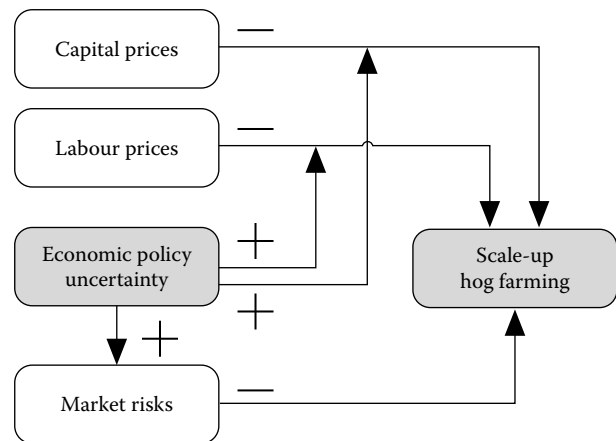 Capital prices
—
Labour prices
—
Economic policy
uncertainty
+
+
Scale-up
hog farming
+
Market risks
—